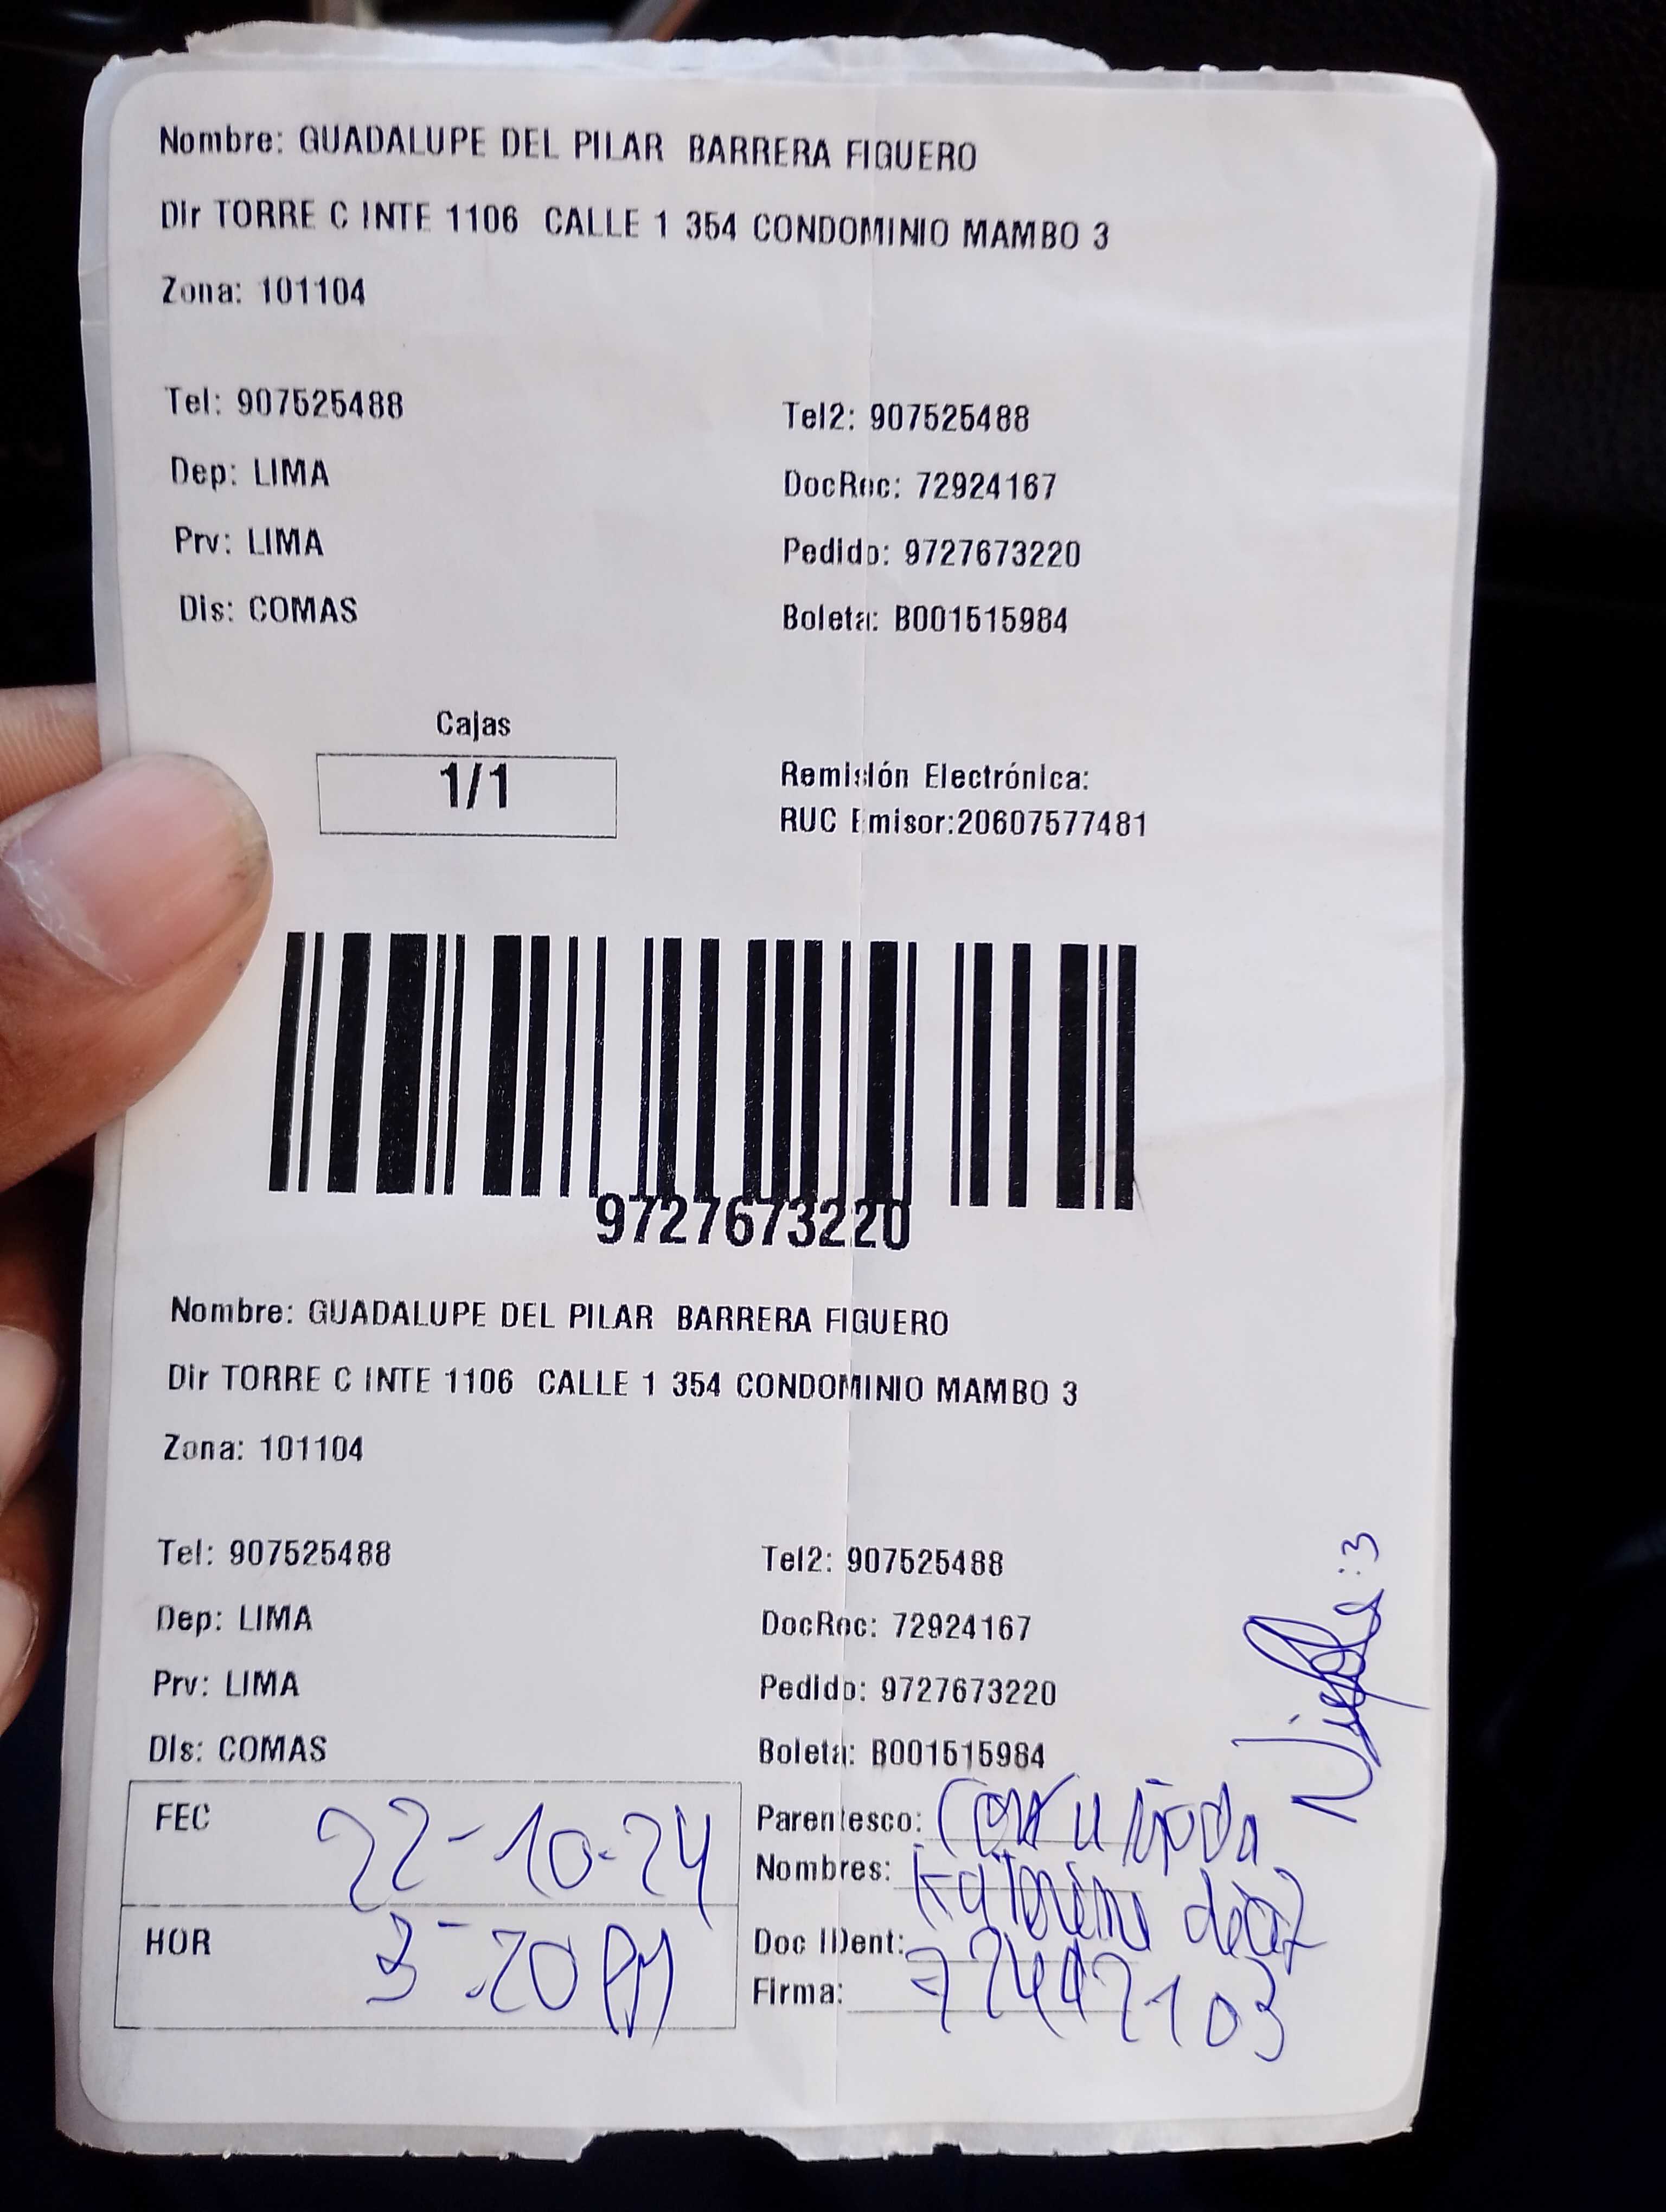 Nombre: GUADALUPE DEL PILAR BARRERA FIGUERO
Dir TORRE C INTE 1106 CALLE 1 354 CONDOMINIO MAMBO 3
Zona: 101104
Tel: 907525488 Tel2: 907525488
Dep: LIMA DocRec: 72924167
Prv: LIMA Pedido: 9727673220
Dis: COMAS Boleta: B001515984
Cajas
1/1
Remisión Electrónica:
RUC Emisor:20607577481
9727673220
Nombre: GUADALUPE DEL PILAR BARRERA FIGUERO
Dir TORRE C INTE 1106 CALLE 1 354 CONDOMINIO MAMBO 3
Zona: 101104
Tel: 907525488 Tel2: 907525488
Dep: LIMA DocRec: 72924167
Prv: LIMA Pedido: 9727673220
Dis: COMAS Boleta: B001515984
FEC 22-10-24 Parentesco:
Nombres:
HOR 3:20 PM Doc IDent:
Firma: